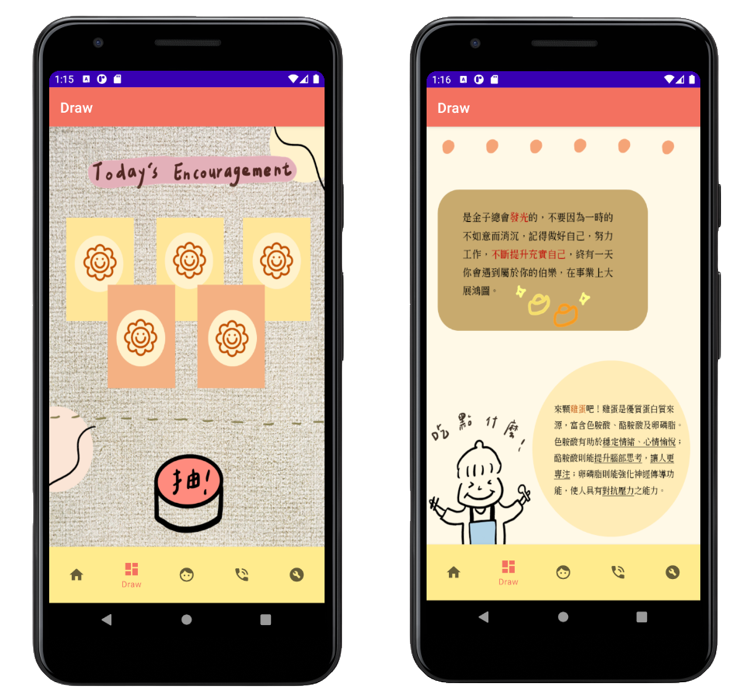 1:15
Draw
Today's Encouragement
抽!
Draw
1:16
Draw
是金子總會發光的，不要因為一時的
不如意而消沉，記得做好自己，努力
工作，不斷提升充實自己，終有一天
你會遇到屬於你的伯樂，在事業上大
展鴻圖。
來顆雞蛋吧！雞蛋是優質蛋白質來
源，富含色胺酸、酪胺酸及卵磷脂。
色胺酸有助於穩定情緒、心情愉悅；
酪胺酸則能提升腦部思考，讓人更
專注；卵磷脂則能強化神經傳導功
能，使人具有對抗壓力之能力。
吃點什麼!
Draw